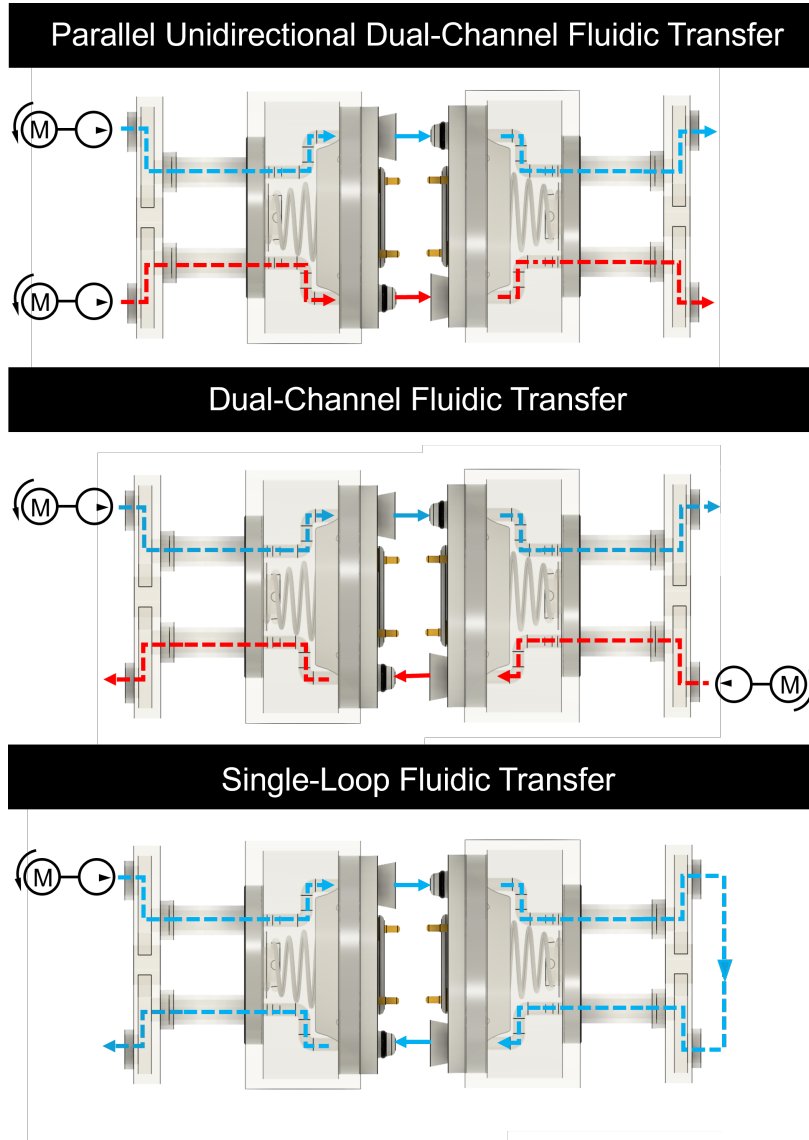 Parallel Unidirectional Dual-Channel Fluidic Transfer
M
M
Dual-Channel Fluidic Transfer
M
M
Single-Loop Fluidic Transfer
M